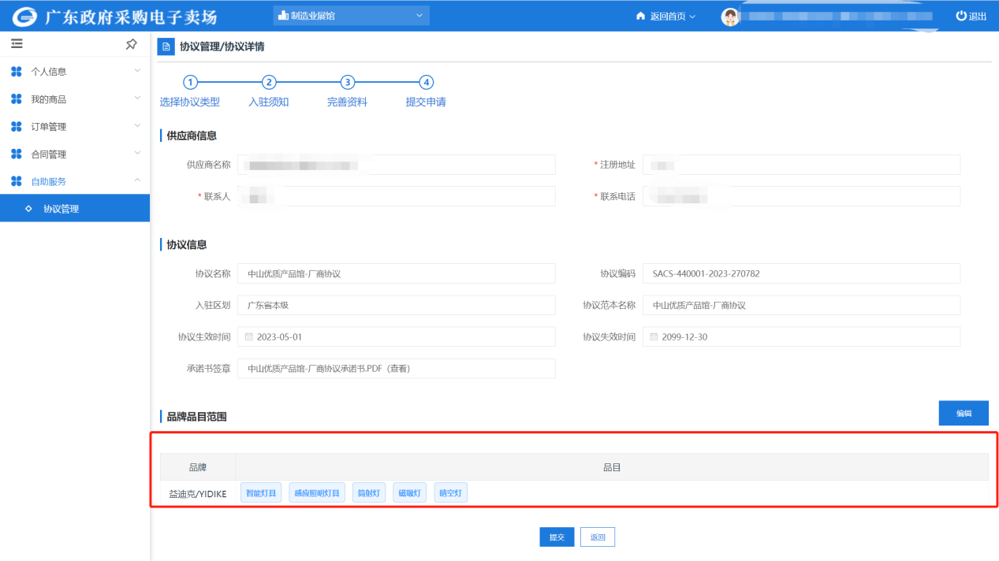 广东政府采购电子卖场
制造业展馆
返回首页
退出
个人信息
我的商品
订单管理
合同管理
自助服务
协议管理
协议管理/协议详情
1 2 3 4
选择协议类型 入驻须知 完善资料 提交申请
供应商信息
供应商名称 * 注册地址
* 联系人 * 联系电话
协议信息
协议名称 中山优质产品馆-厂商协议 协议编码 SACS-440001-2023-270782
入驻区划 广东省本级 协议范本名称 中山优质产品馆-厂商协议
协议生效时间 2023-05-01 协议失效时间 2099-12-30
承诺书签章 中山优质产品馆-厂商协议承诺书.PDF（查看）
品牌品目范围 编辑
品牌 品目
益迪克/YIDIKE 智能灯具 感应照明灯具 筒射灯 磁吸灯 晴空灯
提交 返回